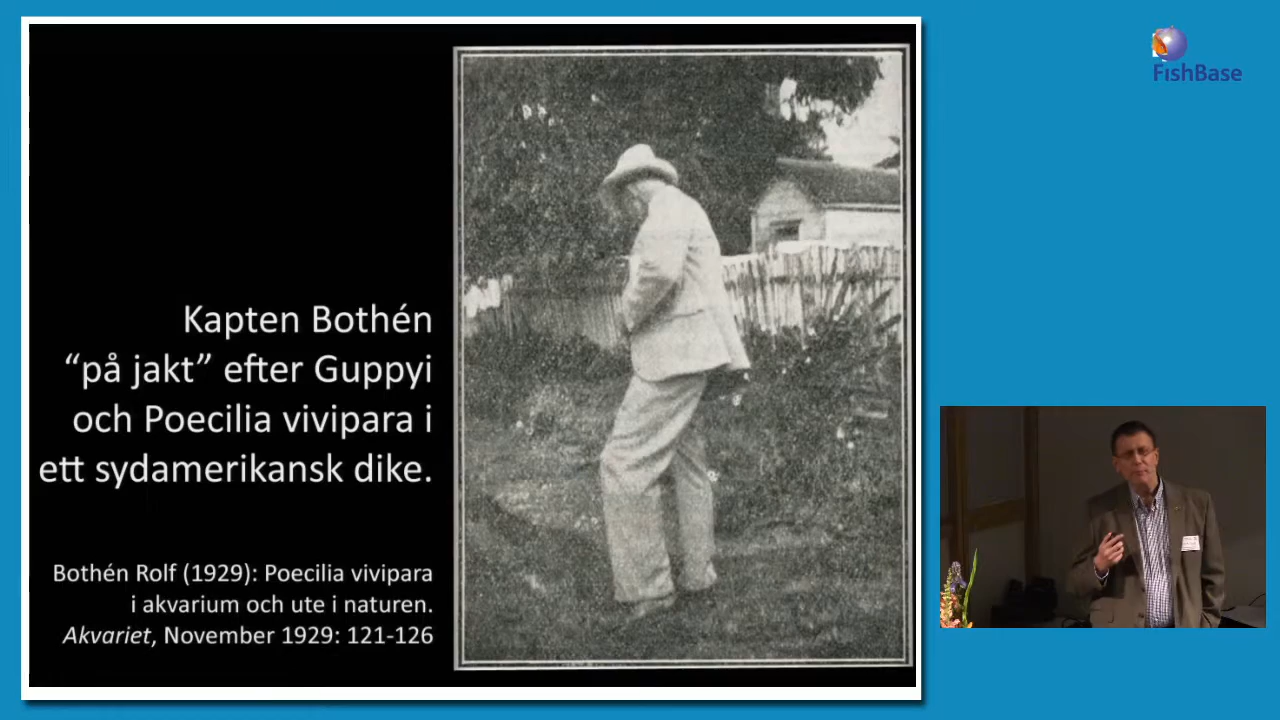 FishBase
Kapten Bothén
“på jakt” efter Guppyi
och Poecilia vivipara i
ett sydamerikansk dike.
Bothén Rolf (1929): Poecilia vivipara
i akvarium och ute i naturen.
Akvariet, November 1929: 121-126